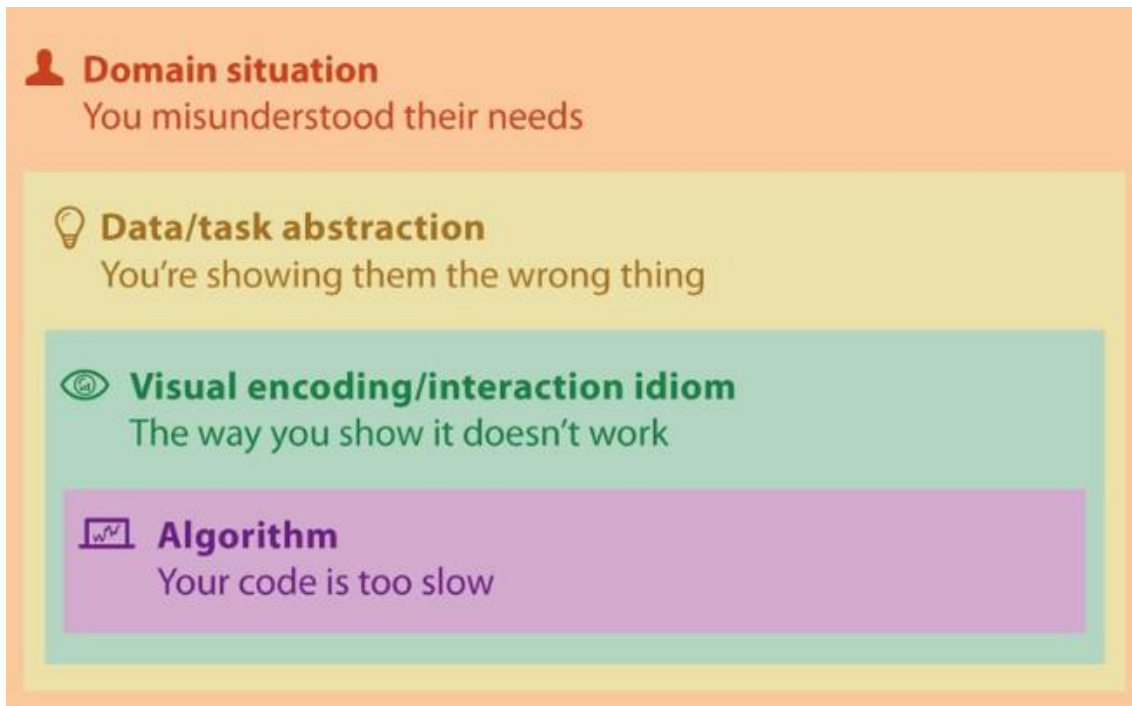 Domain situation
You misunderstood their needs
Data/task abstraction
You're showing them the wrong thing
Visual encoding/interaction idiom
The way you show it doesn't work
Algorithm
Your code is too slow